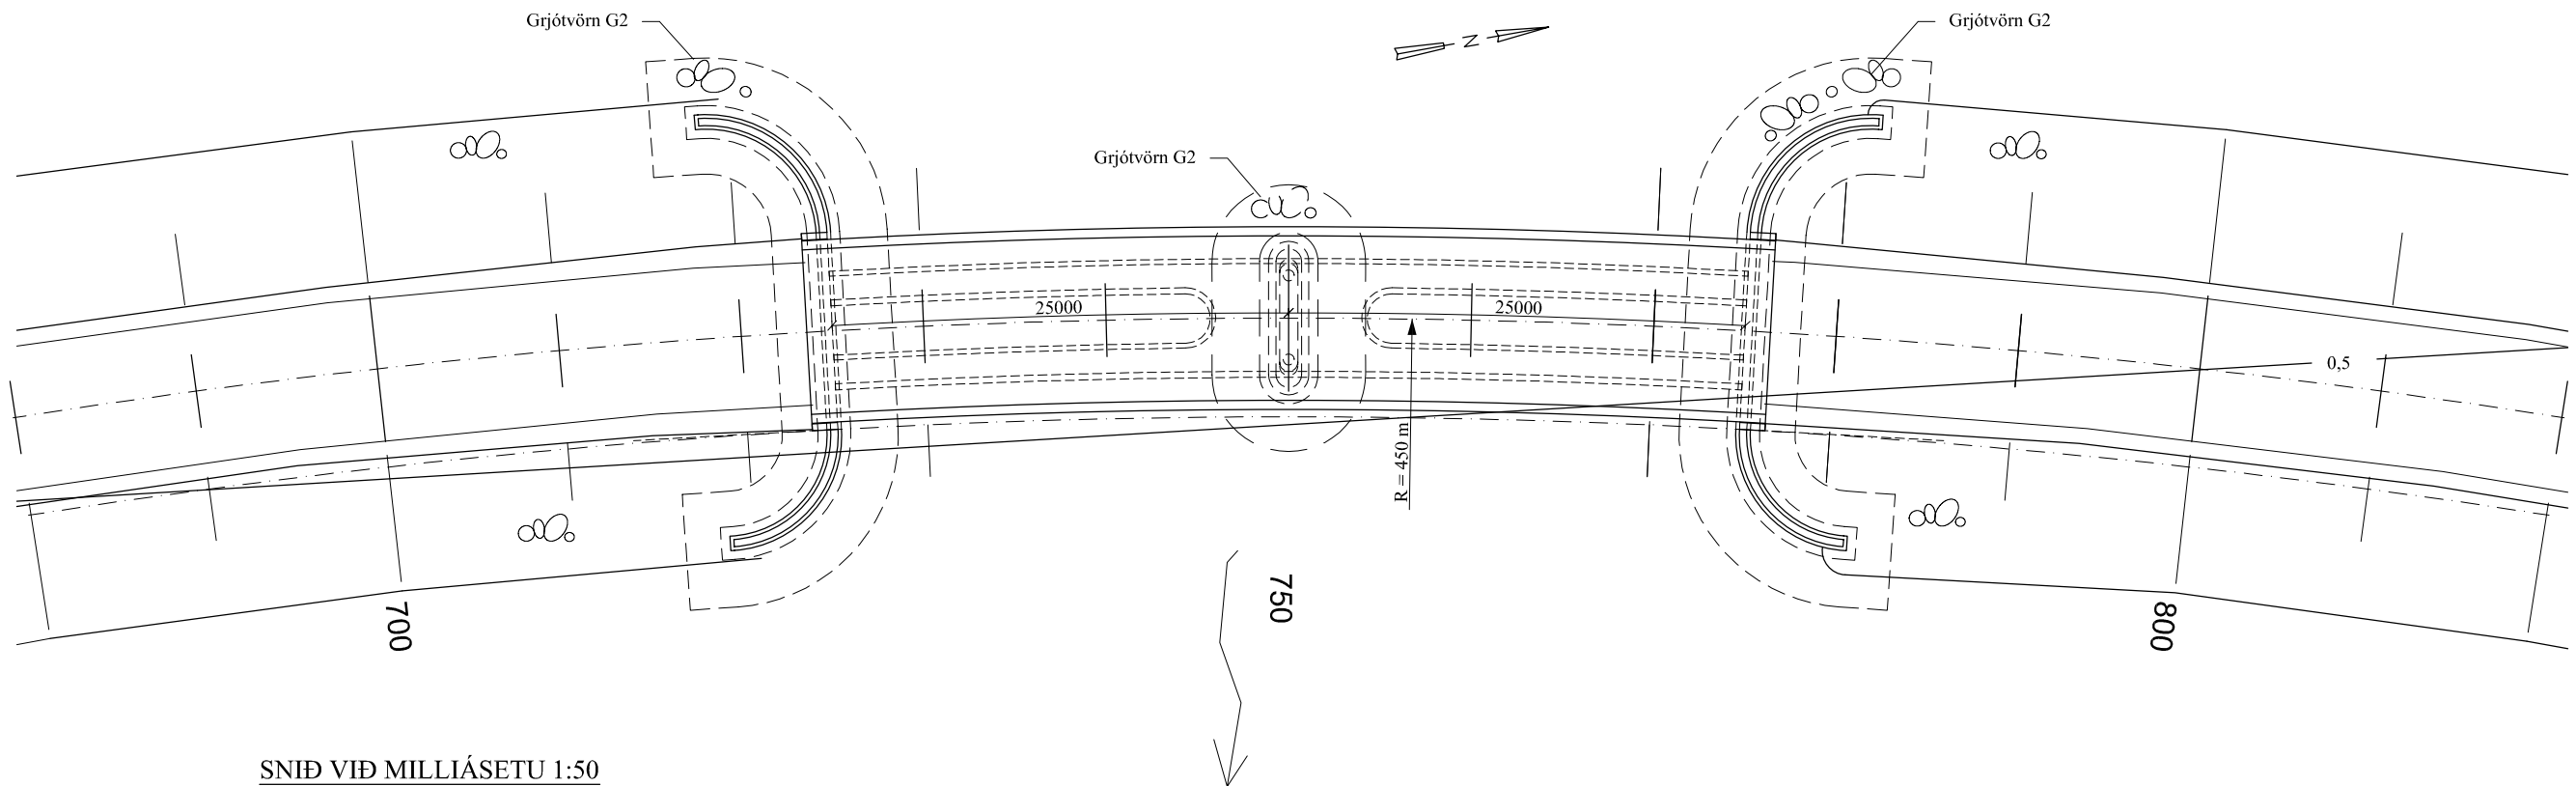 Grjótvörn G2
N
Grjótvörn G2
Grjótvörn G2
25000
25000
0,5
R = 450 m
700
750
800
SNIÐ VIÐ MILLIÁSETU 1:50